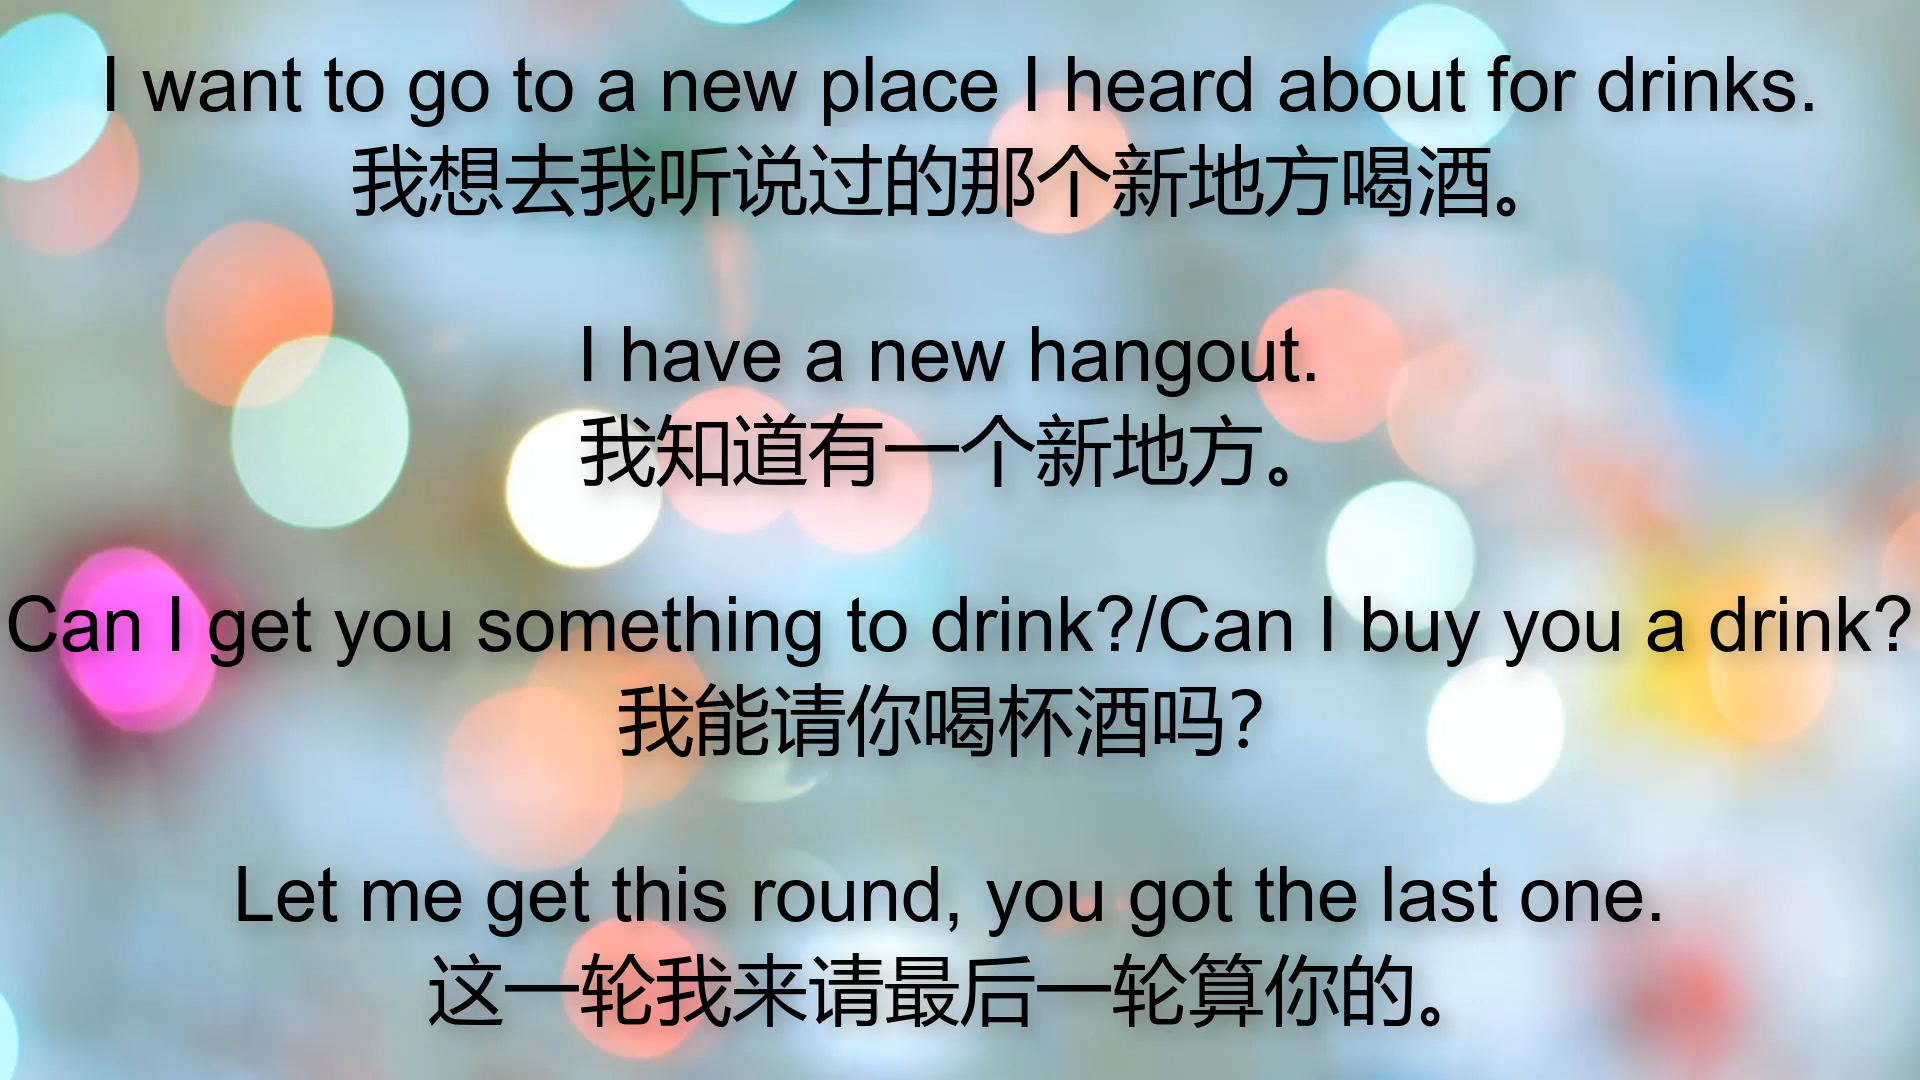 I want to go to a new place I heard about for drinks.
我想去我听说过的那个新地方喝酒。
I have a new hangout.
我知道有一个新地方。
Can I get you something to drink?/Can I buy you a drink?
我能请你喝杯酒吗？
Let me get this round, you got the last one.
这一轮我来请最后一轮算你的。